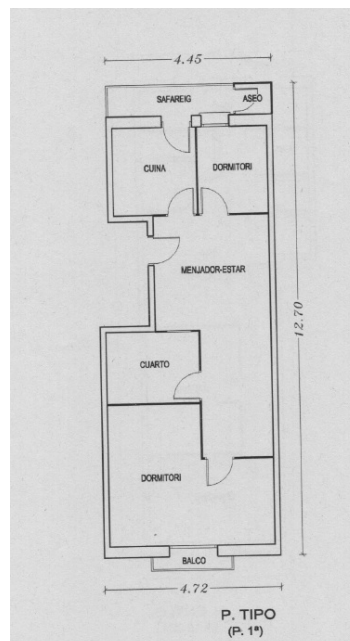 4.45
SAFAREIG
ASEO
CUINA
DORMITORI
MENJADOR-ESTAR
12.70
CUARTO
DORMITORI
BALCO
4.72
P. TIPO
(P. 1ª)